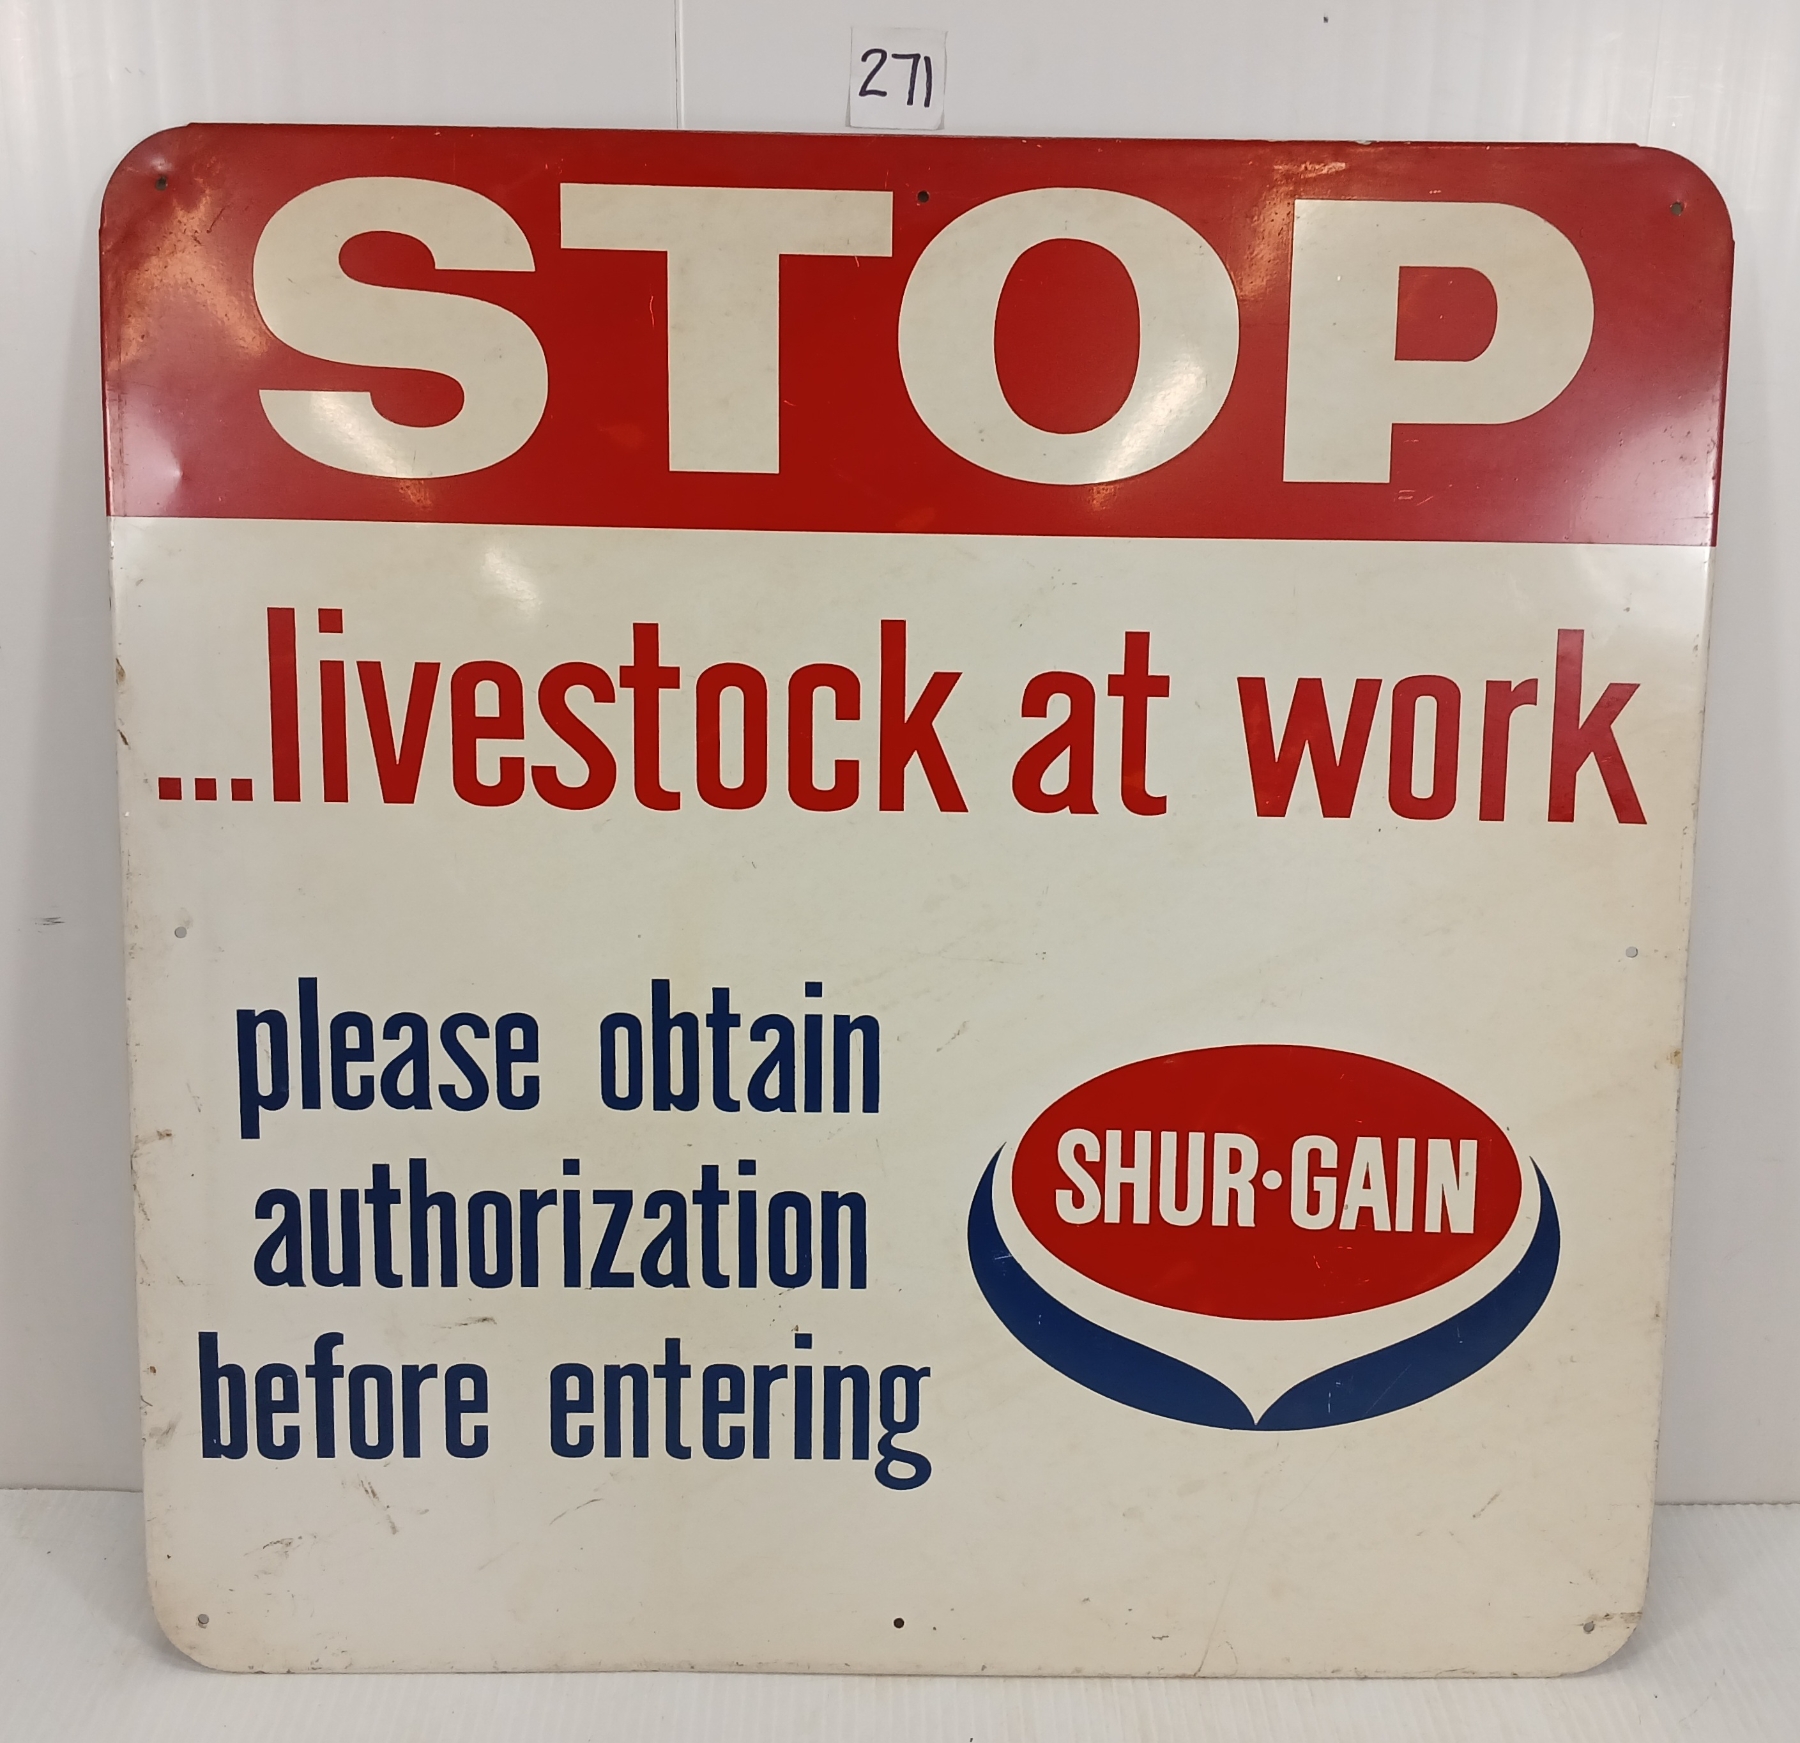 271
STOP
...livestock at work
please obtain
authorization
before entering
SHUR·GAIN